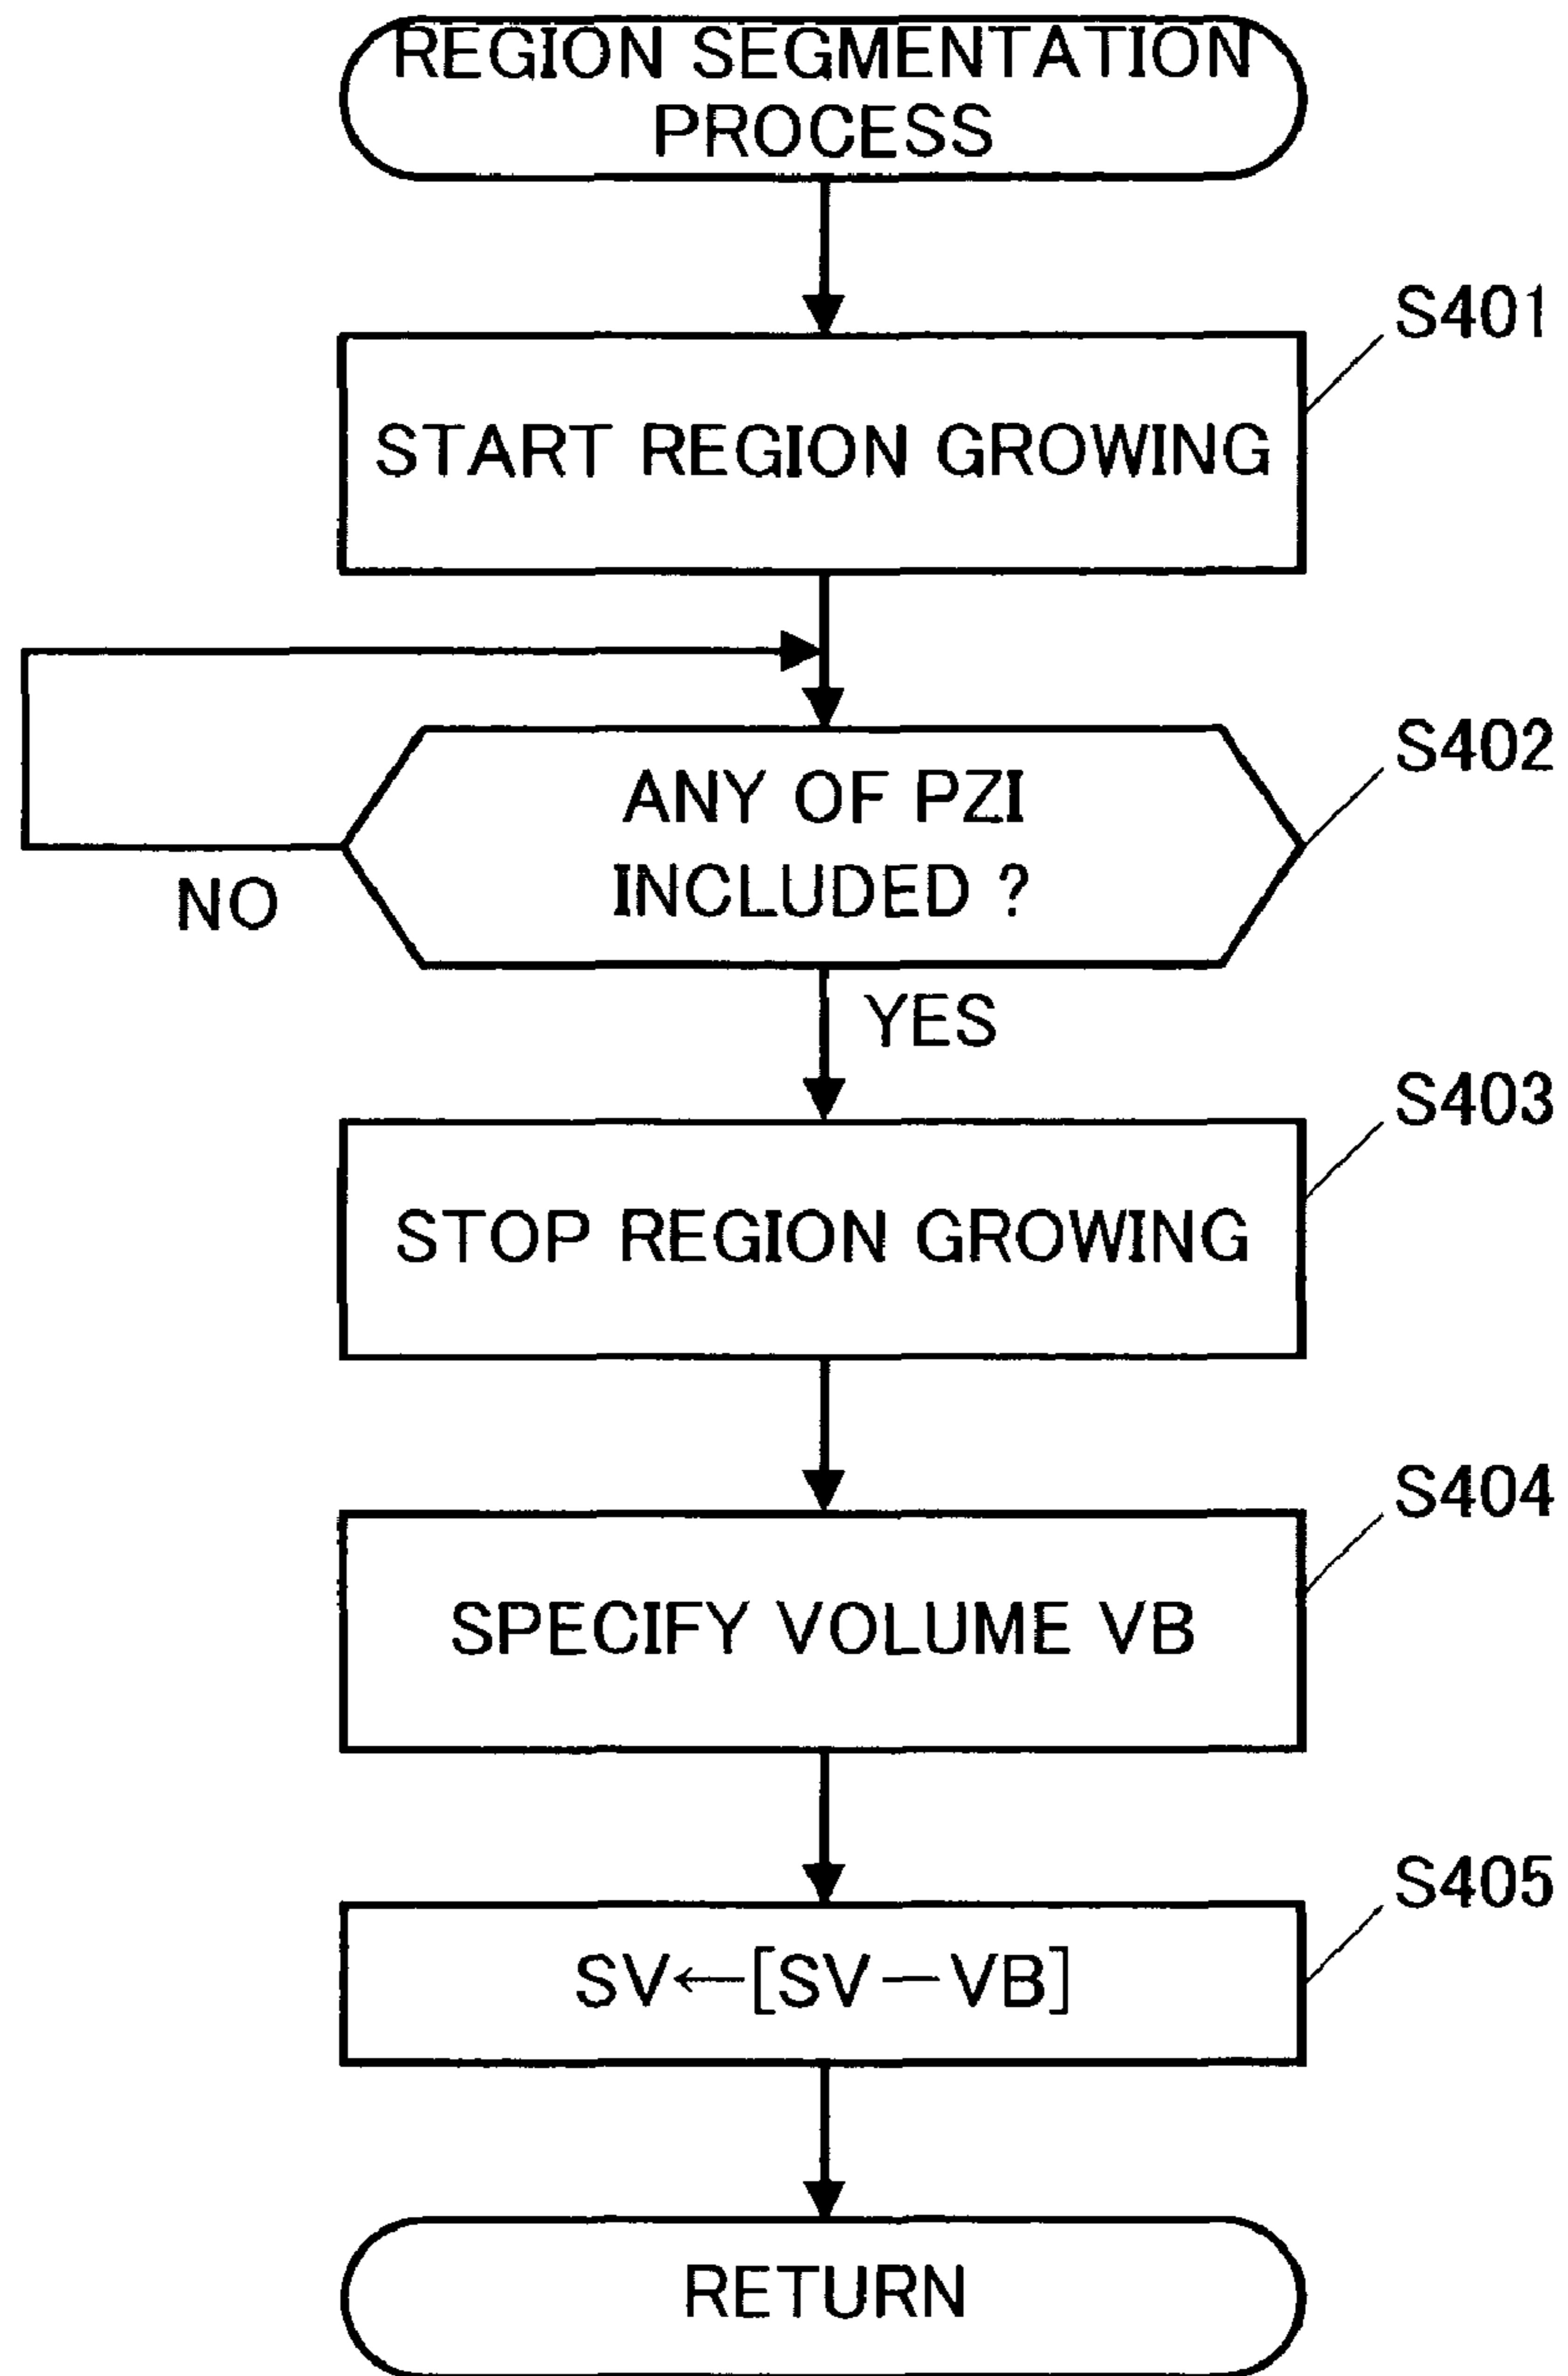 REGION SEGMENTATION
PROCESS
S401
START REGION GROWING
S402
ANY OF PZI
INCLUDED ?
NO
YES
S403
STOP REGION GROWING
S404
SPECIFY VOLUME VB
S405
SV←[SV－VB]
RETURN